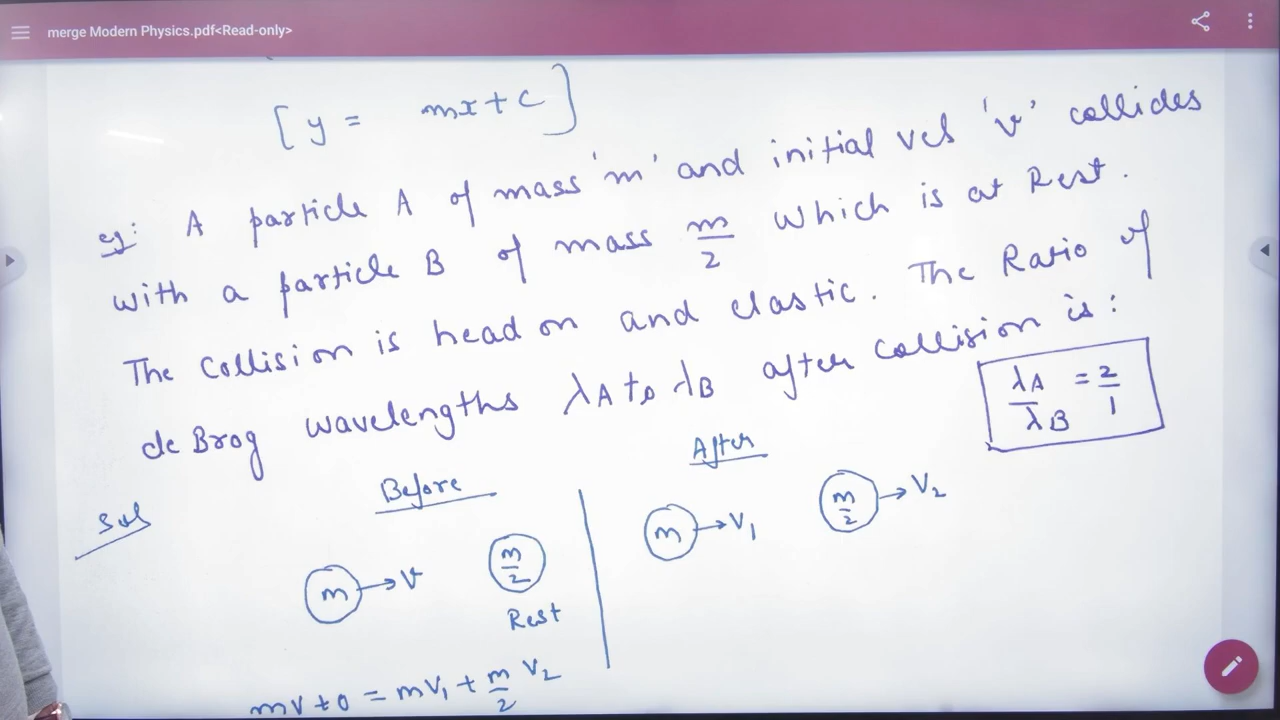 merge Modern Physics.pdf<Read-only>
[y = mx + c]
eg: A particle A of mass 'm' and initial vel 'v' collides
with a particle B of mass m/2 which is at Rest.
The Collision is head on and elastic. The Ratio of
de Brog wavelengths λA to λB after collision is :
λA/λB = 2/1
Sol
Before
After
m → v
m/2
Rest
m → V₁
m/2 → V₂
mv + 0 = mV₁ + m/2 V₂